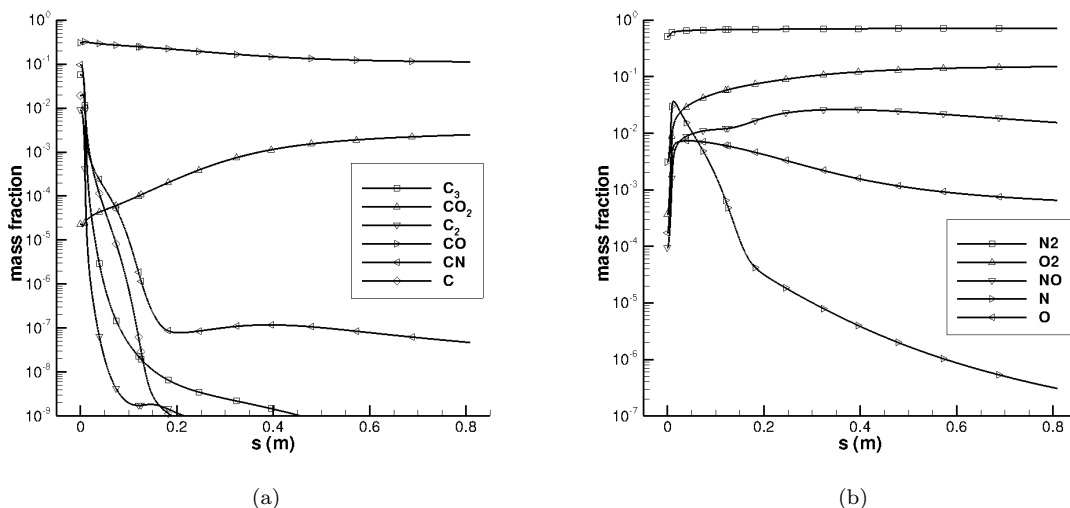 10⁰
10⁻¹
10⁻²
10⁻³
10⁻⁴
10⁻⁵
10⁻⁶
10⁻⁷
10⁻⁸
10⁻⁹
mass fraction
0 0.2 0.4 0.6 0.8
s (m)
C₃
CO₂
C₂
CO
CN
C
(a)
10⁰
10⁻¹
10⁻²
10⁻³
10⁻⁴
10⁻⁵
10⁻⁶
10⁻⁷
mass fraction
0 0.2 0.4 0.6 0.8
s (m)
N2
O2
NO
N
O
(b)